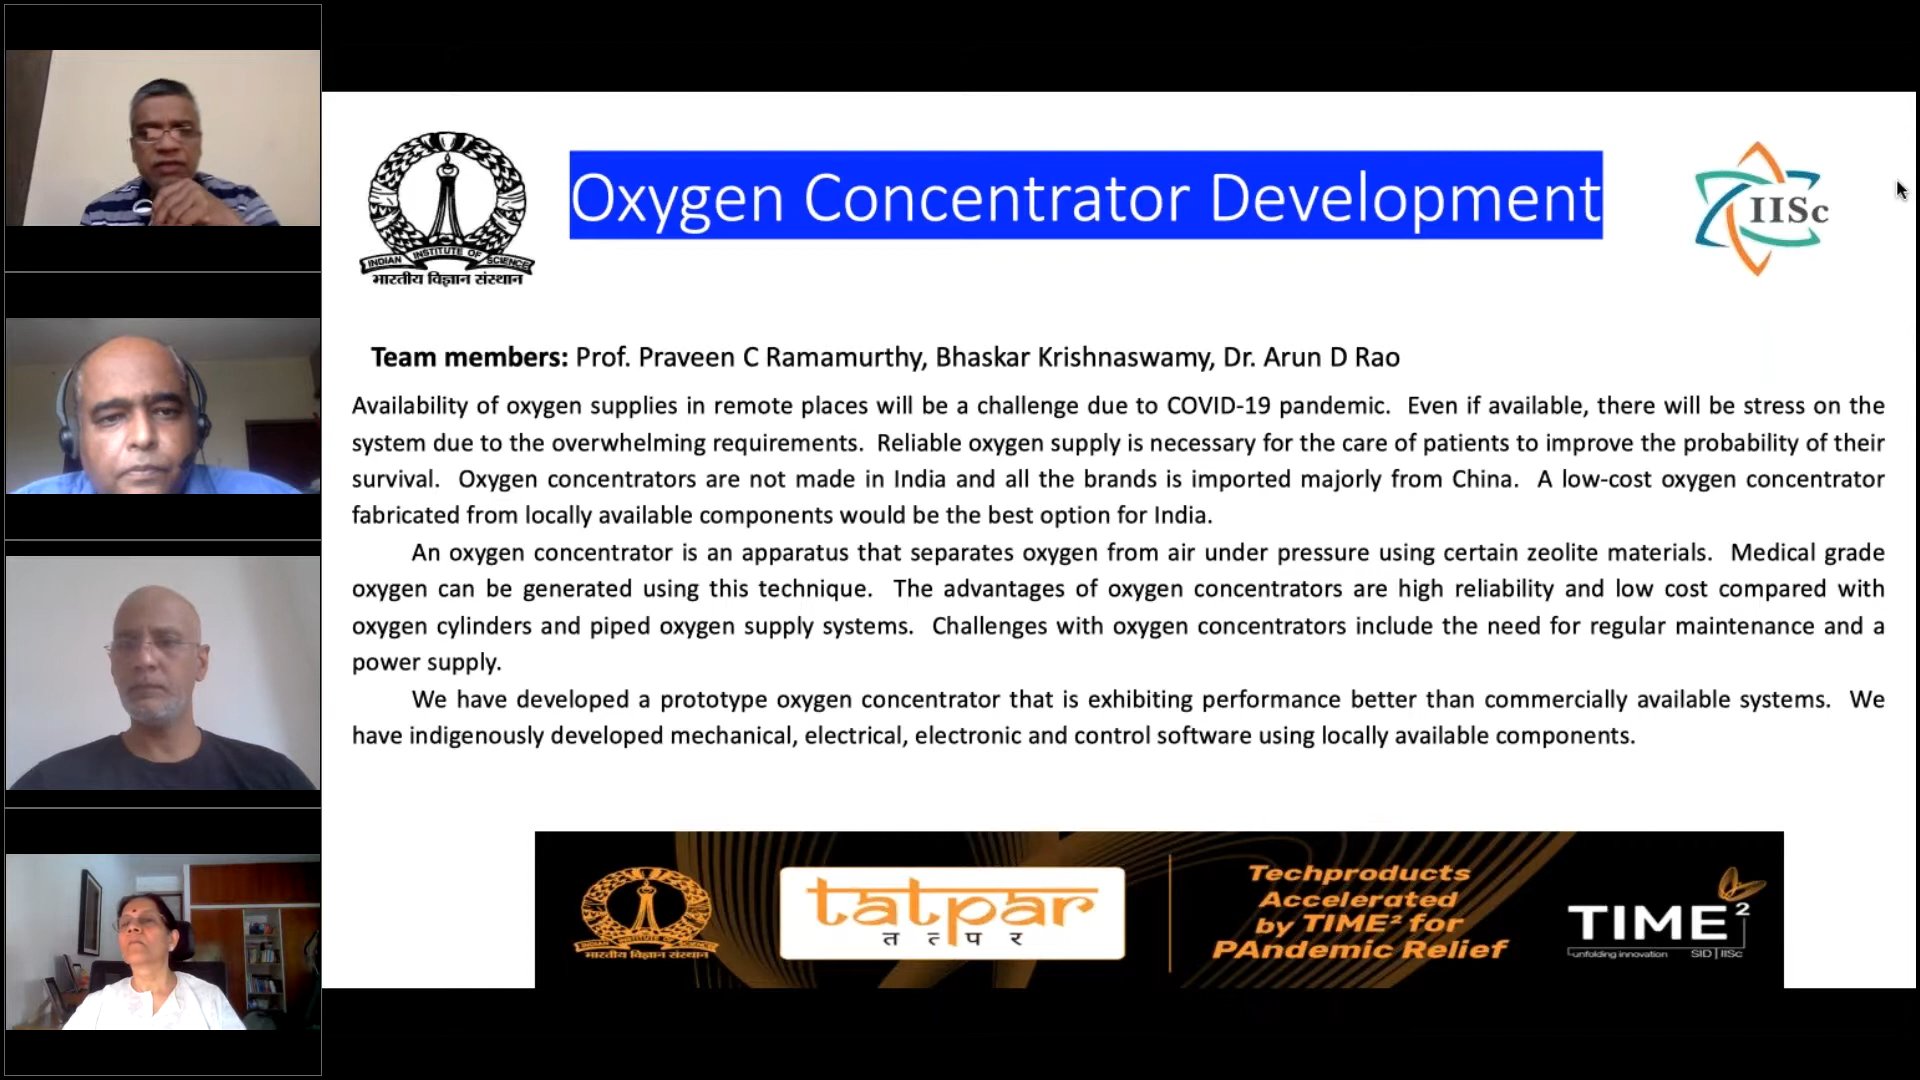 Oxygen Concentrator Development
INDIAN INSTITUTE OF SCIENCE
भारतीय विज्ञान संस्थान
IISc
Team members: Prof. Praveen C Ramamurthy, Bhaskar Krishnaswamy, Dr. Arun D Rao
Availability of oxygen supplies in remote places will be a challenge due to COVID-19 pandemic. Even if available, there will be stress on the
system due to the overwhelming requirements. Reliable oxygen supply is necessary for the care of patients to improve the probability of their
survival. Oxygen concentrators are not made in India and all the brands is imported majorly from China. A low-cost oxygen concentrator
fabricated from locally available components would be the best option for India.
An oxygen concentrator is an apparatus that separates oxygen from air under pressure using certain zeolite materials. Medical grade
oxygen can be generated using this technique. The advantages of oxygen concentrators are high reliability and low cost compared with
oxygen cylinders and piped oxygen supply systems. Challenges with oxygen concentrators include the need for regular maintenance and a
power supply.
We have developed a prototype oxygen concentrator that is exhibiting performance better than commercially available systems. We
have indigenously developed mechanical, electrical, electronic and control software using locally available components.
INDIAN INSTITUTE OF SCIENCE
भारतीय विज्ञान संस्थान
tatpar
त त्प र
Techproducts
Accelerated
by TIME² for
PAndemic Relief
TIME²
unfolding innovation SID | IISc